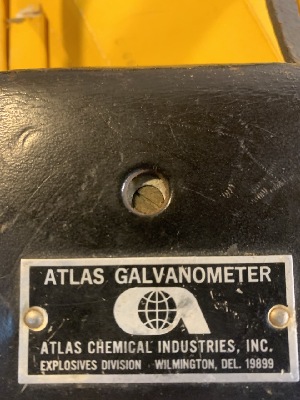 ATLAS GALVANOMETER
ATLAS CHEMICAL INDUSTRIES, INC.
EXPLOSIVES DIVISION WILMINGTON, DEL. 19899